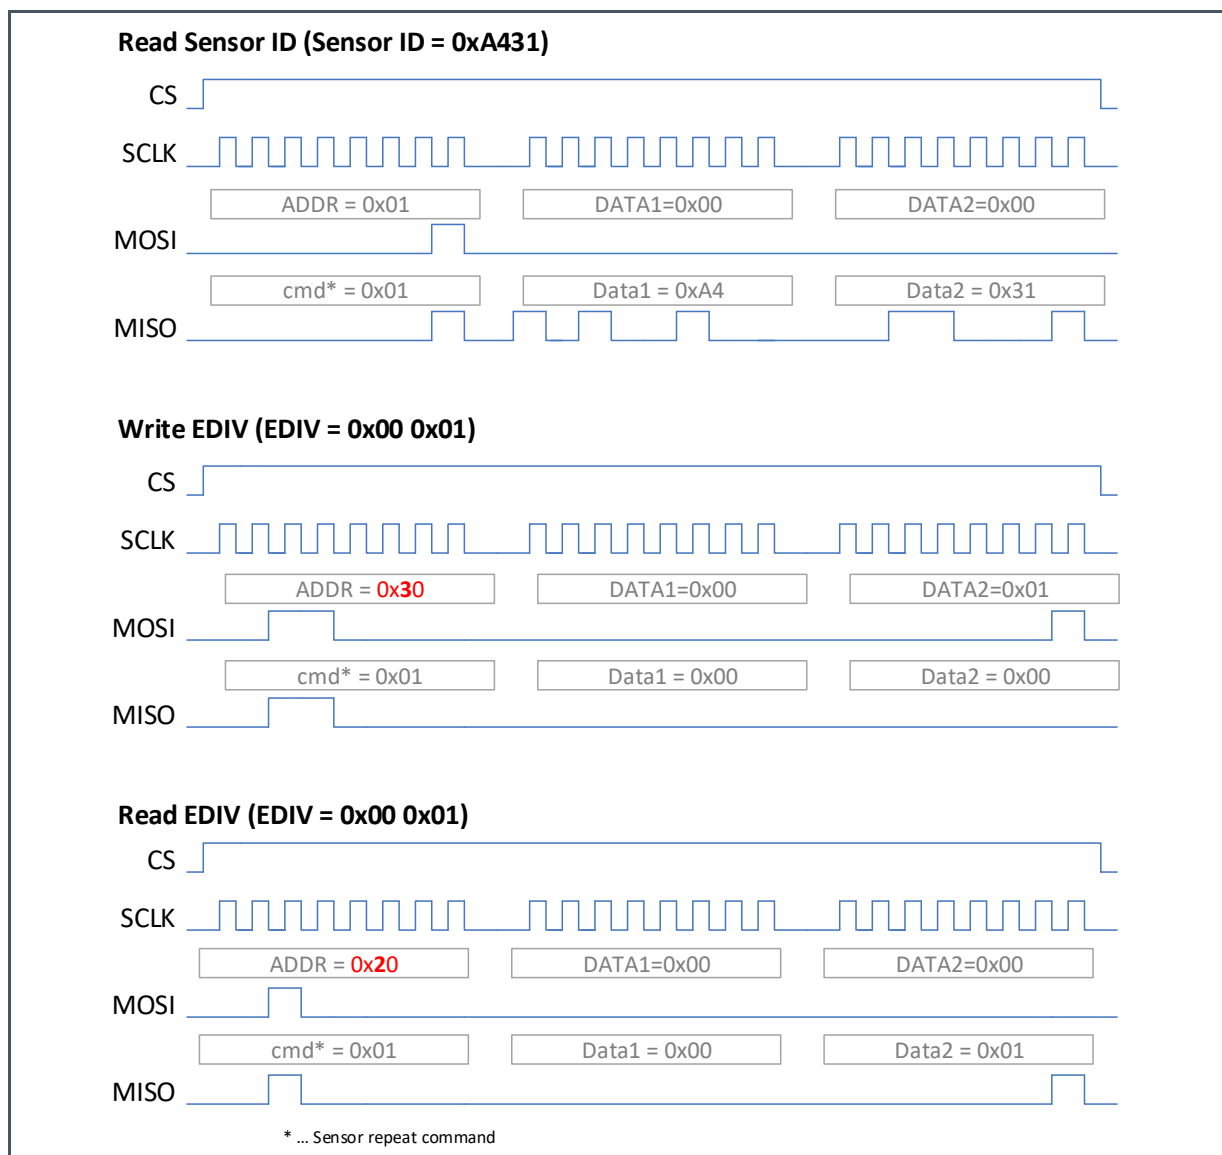 Read Sensor ID (Sensor ID = 0xA431)
CS
SCLK
ADDR = 0x01 DATA1=0x00 DATA2=0x00
MOSI
cmd* = 0x01 Data1 = 0xA4 Data2 = 0x31
MISO
Write EDIV (EDIV = 0x00 0x01)
CS
SCLK
ADDR = 0x30 DATA1=0x00 DATA2=0x01
MOSI
cmd* = 0x01 Data1 = 0x00 Data2 = 0x00
MISO
Read EDIV (EDIV = 0x00 0x01)
CS
SCLK
ADDR = 0x20 DATA1=0x00 DATA2=0x00
MOSI
cmd* = 0x01 Data1 = 0x00 Data2 = 0x01
MISO
* ... Sensor repeat command